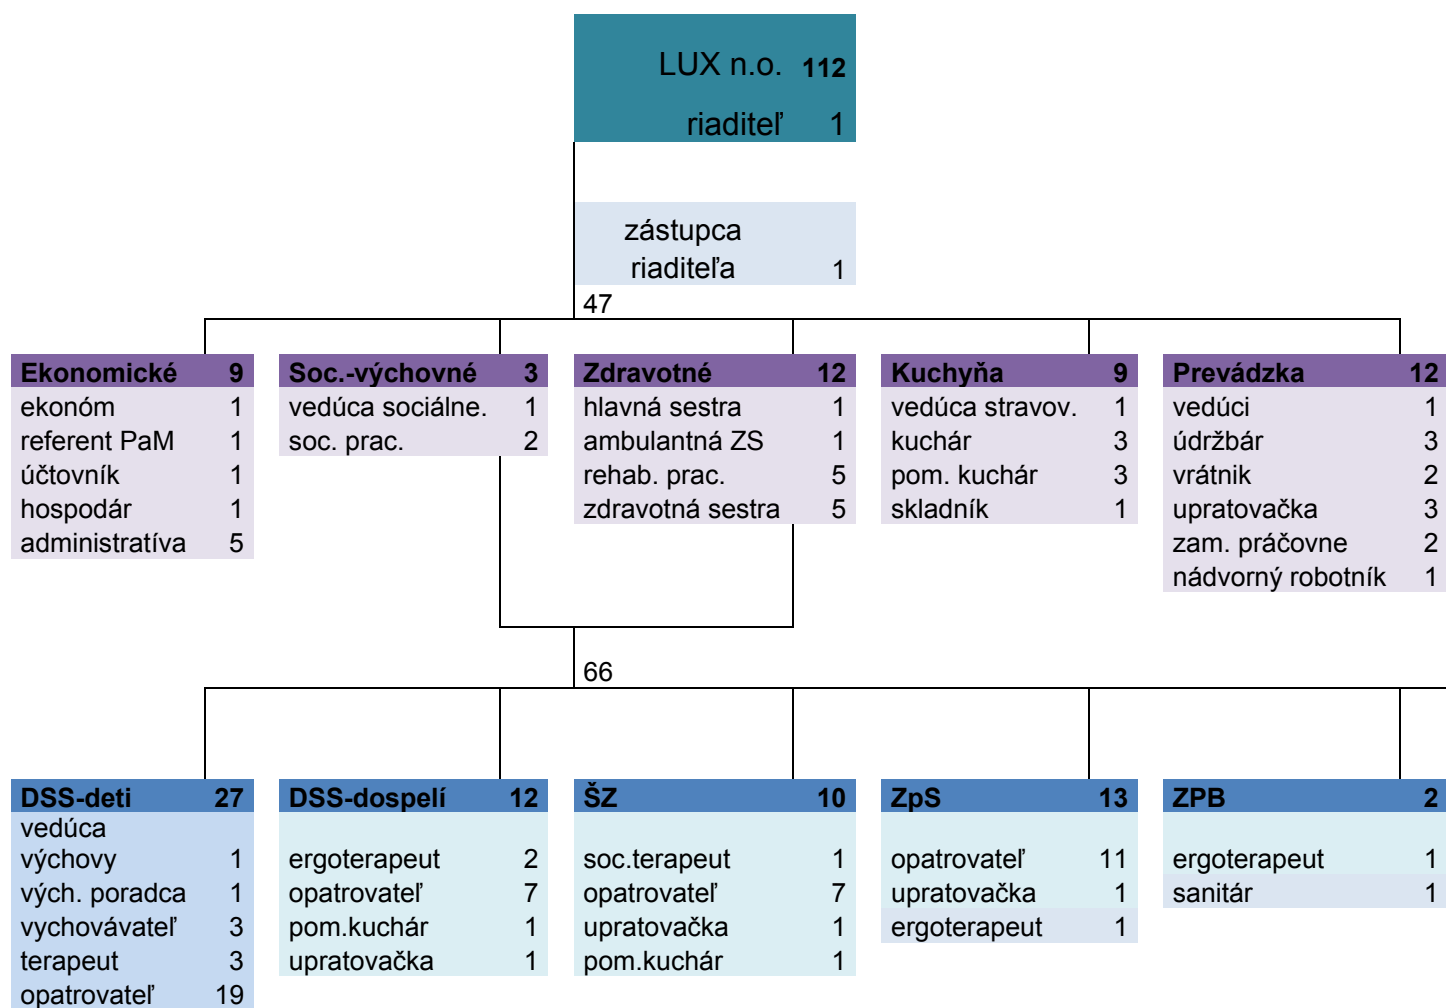 LUX n.o. 112
riaditeľ 1
zástupca
riaditeľa 1
47
Ekonomické 9
ekonóm 1
referent PaM 1
účtovník 1
hospodár 1
administratíva 5
Soc.-výchovné 3
vedúca sociálne. 1
soc. prac. 2
Zdravotné 12
hlavná sestra 1
ambulantná ZS 1
rehab. prac. 5
zdravotná sestra 5
Kuchyňa 9
vedúca stravov. 1
kuchár 3
pom. kuchár 3
skladník 1
Prevádzka 12
vedúci 1
údržbár 3
vrátnik 2
upratovačka 3
zam. práčovne 2
nádvorný robotník 1
66
DSS-deti 27
vedúca
výchovy 1
vých. poradca 1
vychovávateľ 3
terapeut 3
opatrovateľ 19
DSS-dospelí 12
ergoterapeut 2
opatrovateľ 7
pom.kuchár 1
upratovačka 1
ŠZ 10
soc.terapeut 1
opatrovateľ 7
upratovačka 1
pom.kuchár 1
ZpS 13
opatrovateľ 11
upratovačka 1
ergoterapeut 1
ZPB 2
ergoterapeut 1
sanitár 1